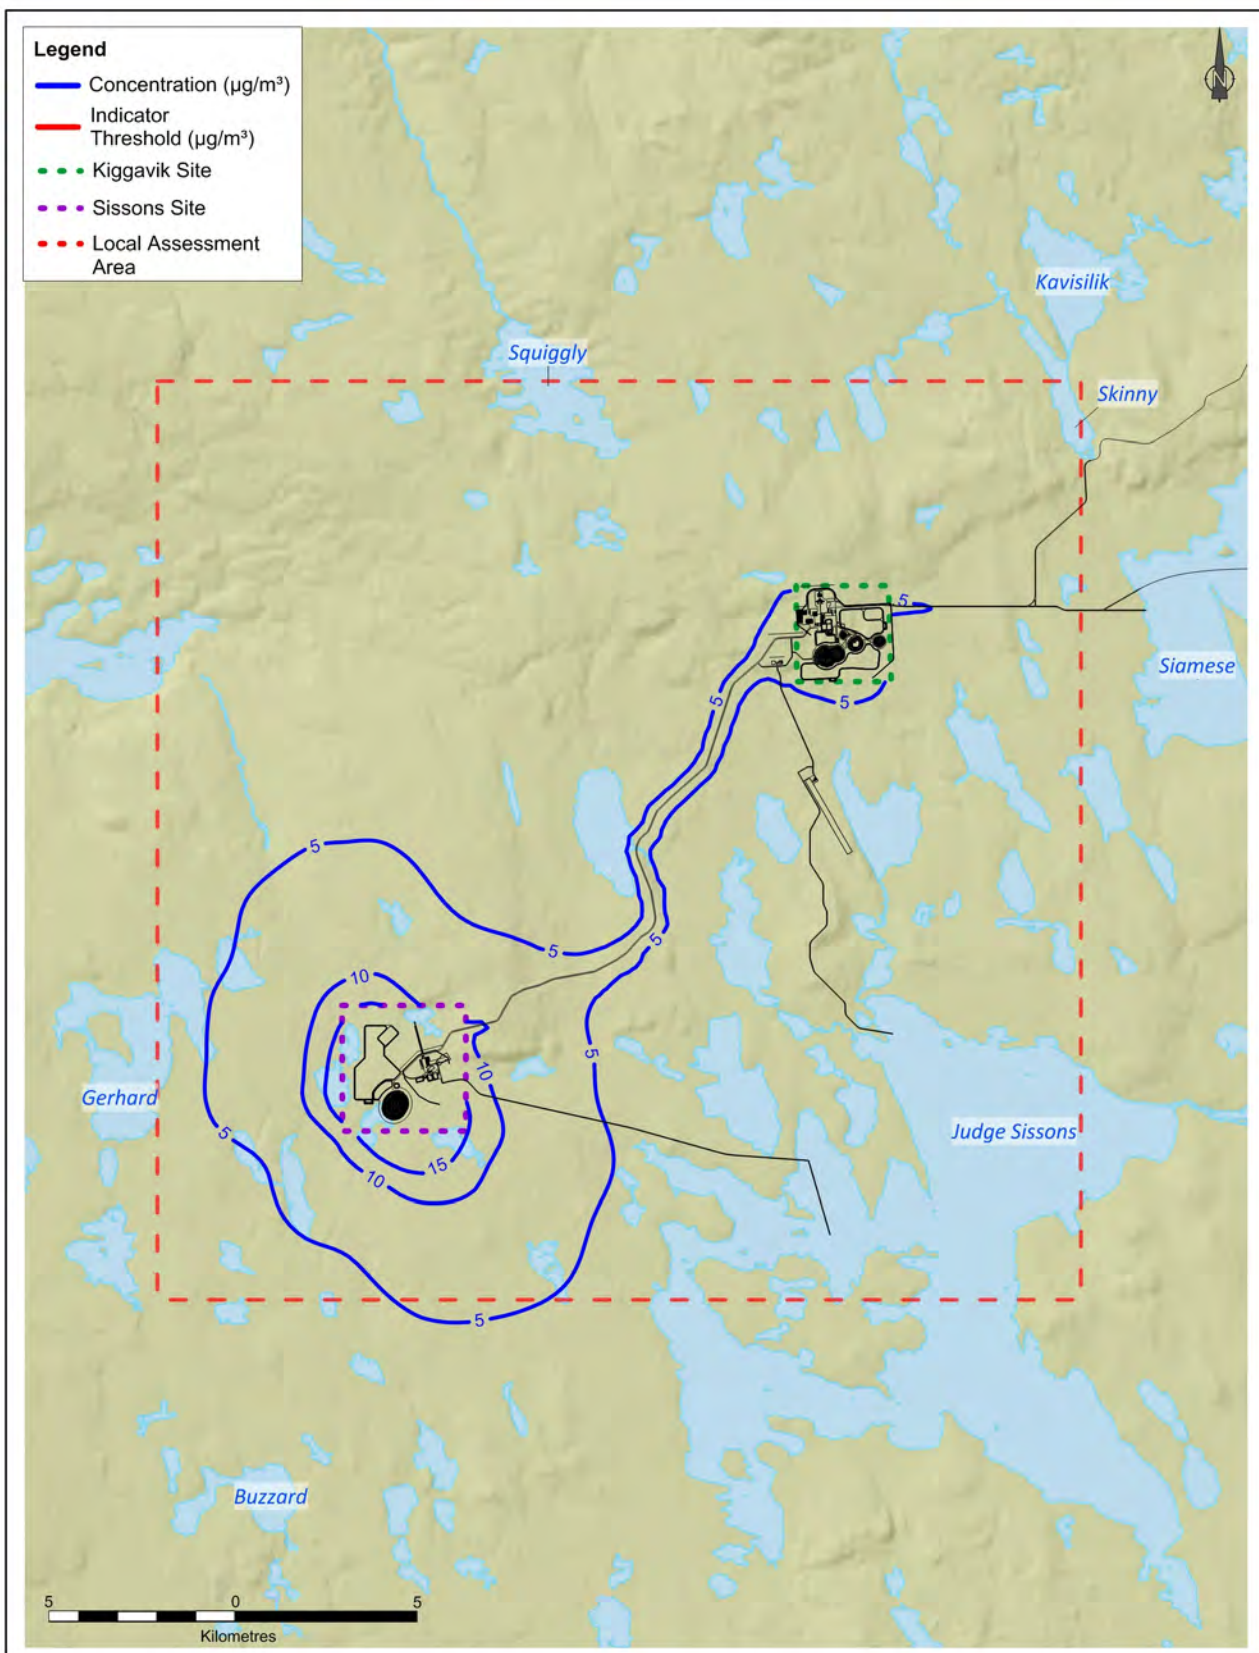 Legend
Concentration (µg/m³)
Indicator
Threshold (µg/m³)
Kiggavik Site
Sissons Site
Local Assessment
Area
N
Kavisilik
Squiggly
Skinny
5
Siamese
5
5
5
5
5
10
5
10
Gerhard
5
Judge Sissons
15
10
5
Buzzard
5 0 5
Kilometres